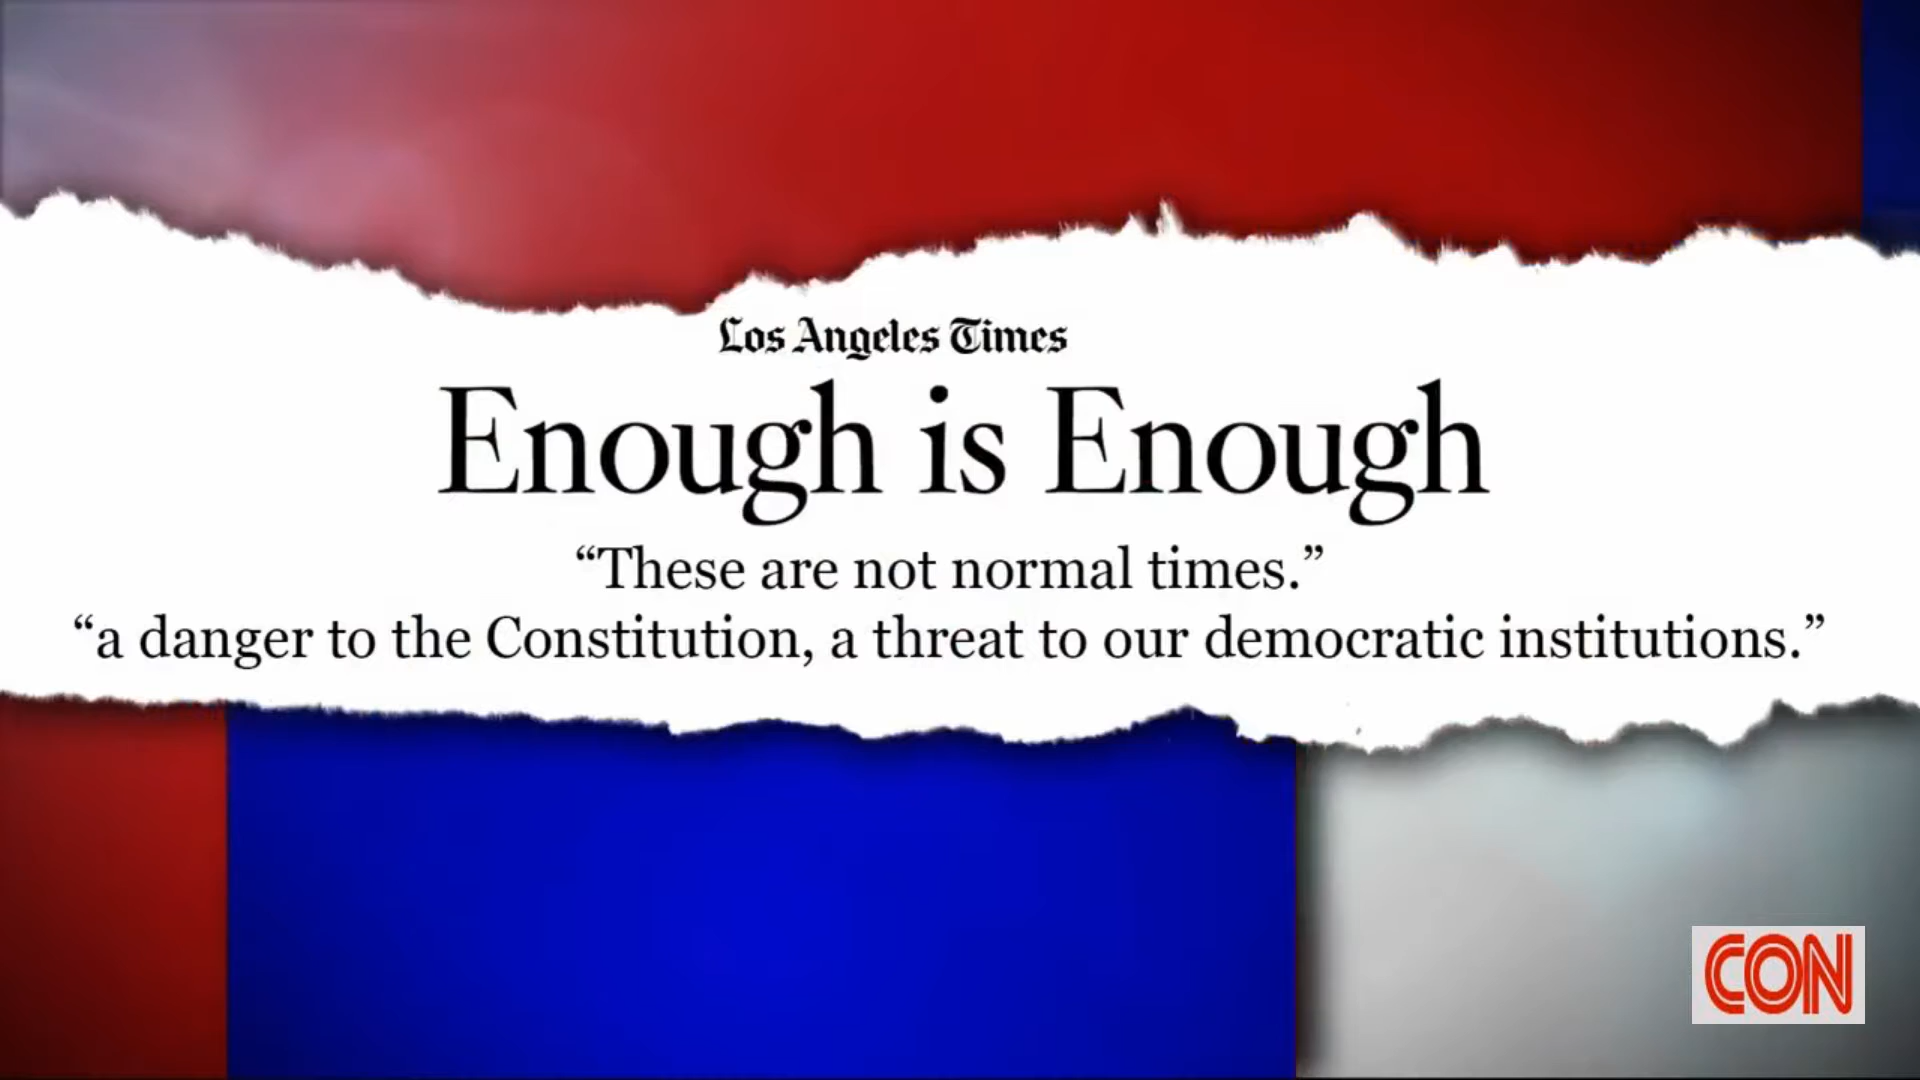 Los Angeles Times
Enough is Enough
“These are not normal times.”
“a danger to the Constitution, a threat to our democratic institutions.”
CON